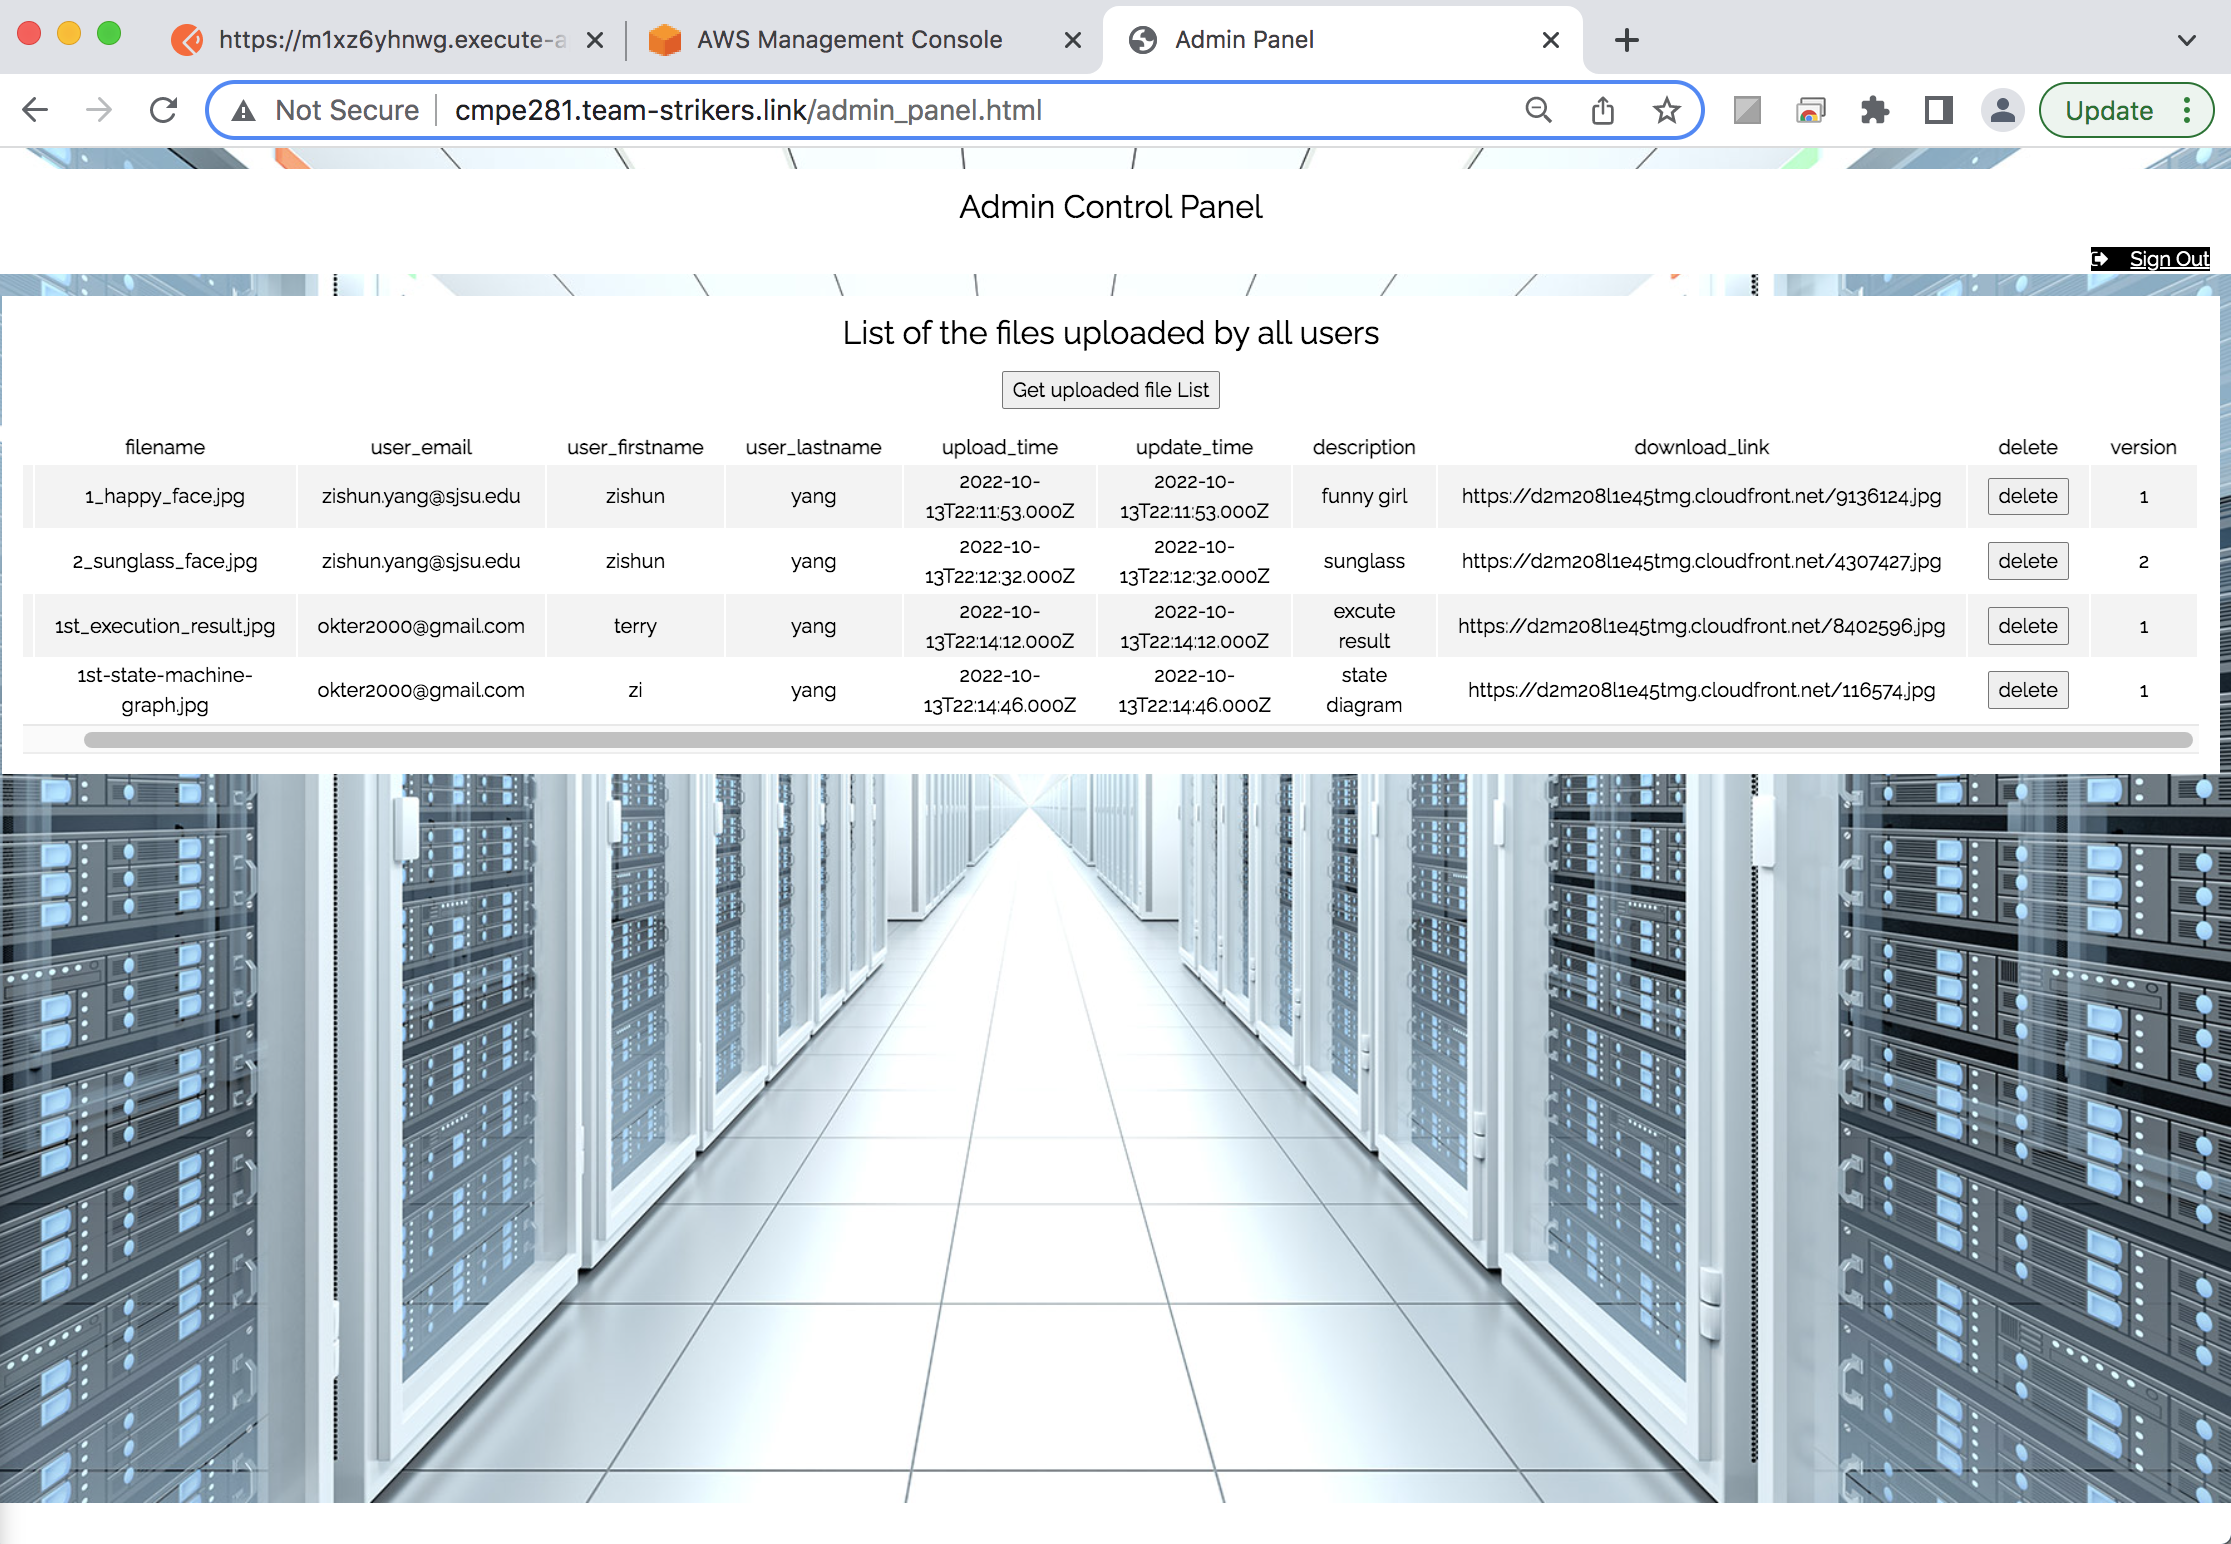 https://m1xz6yhnwg.execute-a
AWS Management Console
Admin Panel
Not Secure
cmpe281.team-strikers.link/admin_panel.html
Update
Admin Control Panel
Sign Out
List of the files uploaded by all users
Get uploaded file List
filename user_email user_firstname user_lastname upload_time update_time description download_link delete version
1_happy_face.jpg zishun.yang@sjsu.edu zishun yang 2022-10-13T22:11:53.000Z 2022-10-13T22:11:53.000Z funny girl https://d2m208l1e45tmg.cloudfront.net/9136124.jpg delete 1
2_sunglass_face.jpg zishun.yang@sjsu.edu zishun yang 2022-10-13T22:12:32.000Z 2022-10-13T22:12:32.000Z sunglass https://d2m208l1e45tmg.cloudfront.net/4307427.jpg delete 2
1st_execution_result.jpg okter2000@gmail.com terry yang 2022-10-13T22:14:12.000Z 2022-10-13T22:14:12.000Z excute result https://d2m208l1e45tmg.cloudfront.net/8402596.jpg delete 1
1st-state-machine-graph.jpg okter2000@gmail.com zi yang 2022-10-13T22:14:46.000Z 2022-10-13T22:14:46.000Z state diagram https://d2m208l1e45tmg.cloudfront.net/116574.jpg delete 1